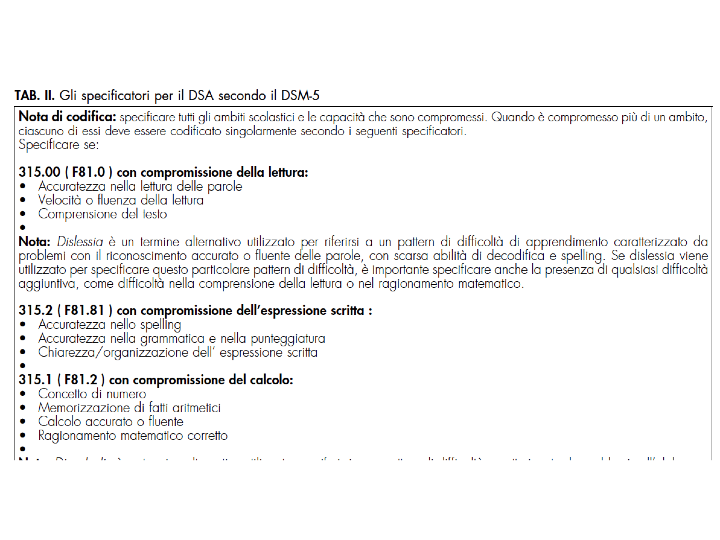 TAB. II. Gli specificatori per il DSA secondo il DSM-5
Nota di codifica: specificare tutti gli ambiti scolastici e le capacità che sono compromessi. Quando è compromesso più di un ambito,
ciascuno di essi deve essere codificato singolarmente secondo i seguenti specificatori.
Specificare se:
315.00 ( F81.0 ) con compromissione della lettura:
• Accuratezza nella lettura delle parole
• Velocità o fluenza della lettura
• Comprensione del testo
•
Nota: Dislessia è un termine alternativo utilizzato per riferirsi a un pattern di difficoltà di apprendimento caratterizzato da
problemi con il riconoscimento accurato o fluente delle parole, con scarsa abilità di decodifica e spelling. Se dislessia viene
utilizzato per specificare questo particolare pattern di difficoltà, è importante specificare anche la presenza di qualsiasi difficoltà
aggiuntiva, come difficoltà nella comprensione della lettura o nel ragionamento matematico.
315.2 ( F81.81 ) con compromissione dell'espressione scritta :
• Accuratezza nello spelling
• Accuratezza nella grammatica e nella punteggiatura
• Chiarezza/organizzazione dell' espressione scritta
•
315.1 ( F81.2 ) con compromissione del calcolo:
• Concetto di numero
• Memorizzazione di fatti aritmetici
• Calcolo accurato o fluente
• Ragionamento matematico corretto
•